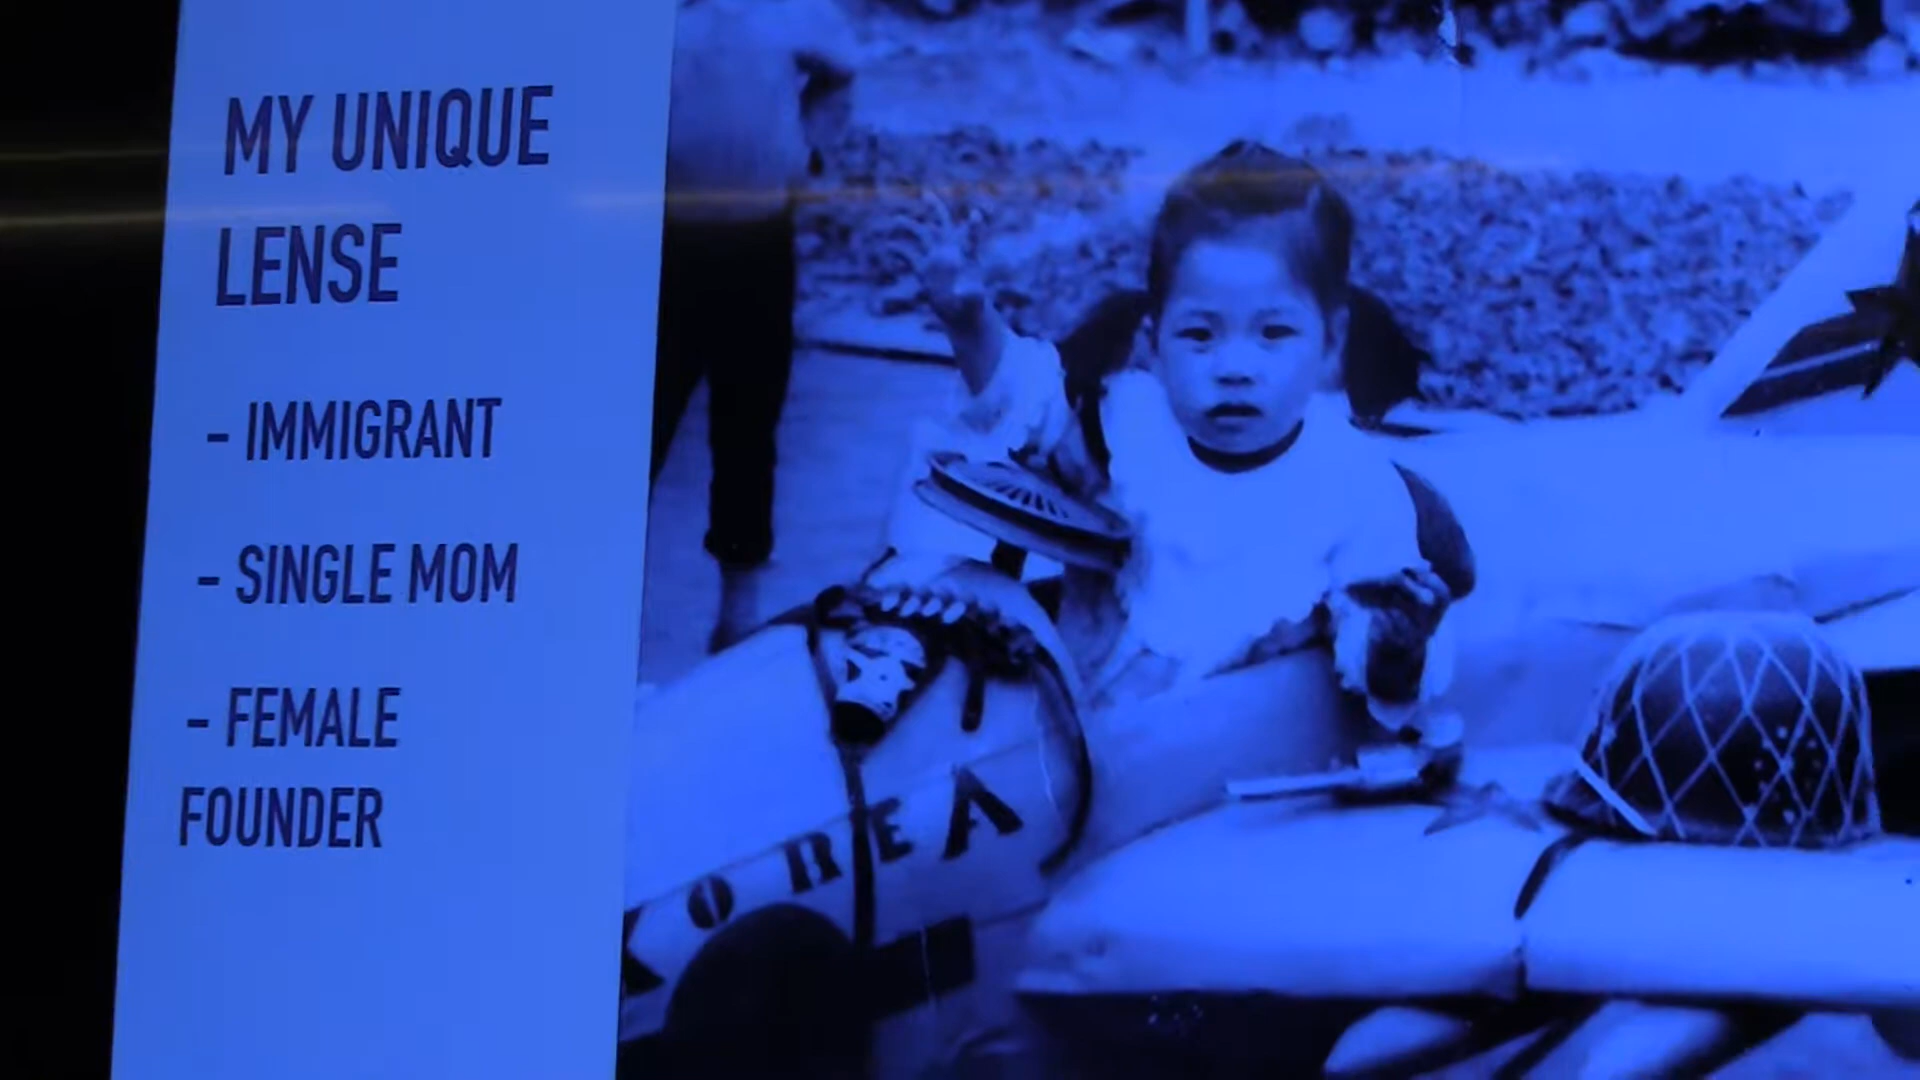 MY UNIQUE
LENSE
- IMMIGRANT
- SINGLE MOM
- FEMALE
FOUNDER
KOREA